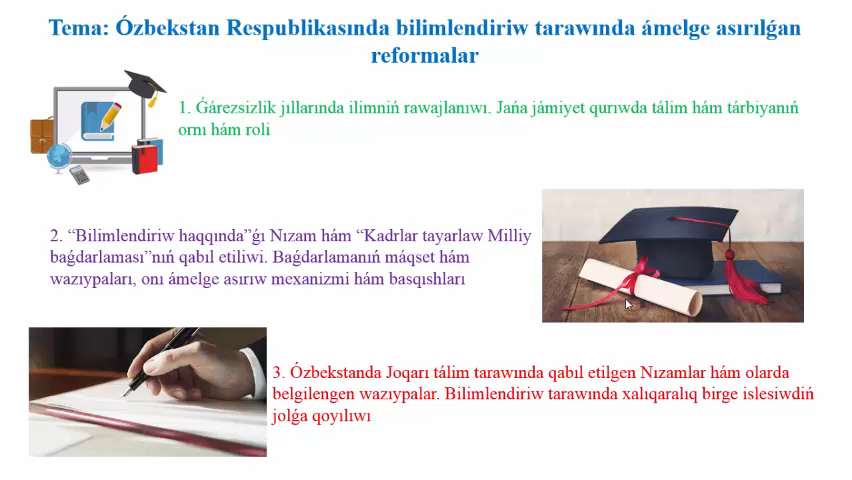 Tema: Ózbekstan Respublikasında bilimlendiriw tarawında ámelge asırılǵan
reformalar
1. Ǵárezsizlik jıllarında ilimniń rawajlanıwı. Jańa jámiyet qurıwda tálim hám tárbiyanıń
ornı hám roli
2. “Bilimlendiriw haqqında”ǵı Nızam hám “Kadrlar tayarlaw Milliy
baǵdarlaması”nıń qabıl etiliwi. Baǵdarlamanıń máqset hám
wazıypaları, onı ámelge asırıw mexanizmi hám basqıshları
3. Ózbekstanda Joqarı tálim tarawında qabıl etilgen Nızamlar hám olarda
belgilengen wazıypalar. Bilimlendiriw tarawında xalıqaralıq birge islesiwdiń
jolǵa qoyılıwı